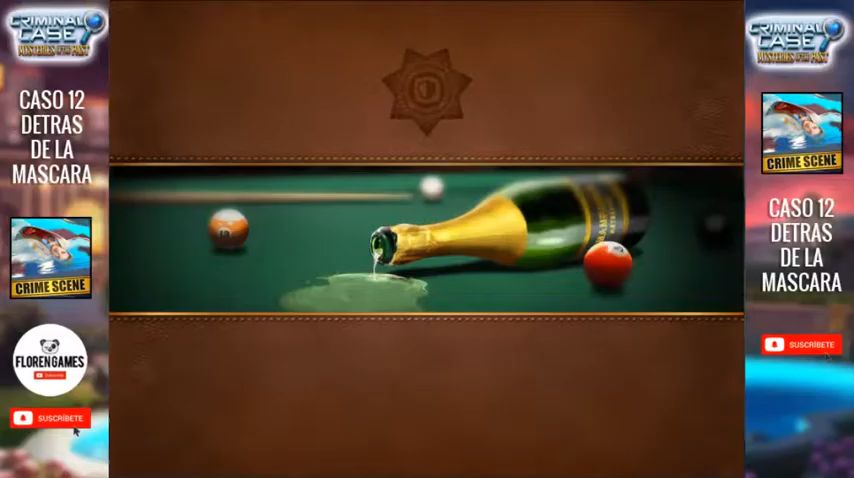 CRIMINAL
CASE
MYSTERIES OF THE PAST
CASO 12
DETRAS
DE LA
MASCARA
CRIME SCENE
FLORENGAMES
SUSCRÍBETE
CRIMINAL
CASE
MYSTERIES OF THE PAST
CRIME SCENE
CASO 12
DETRAS
DE LA
MASCARA
SUSCRÍBETE